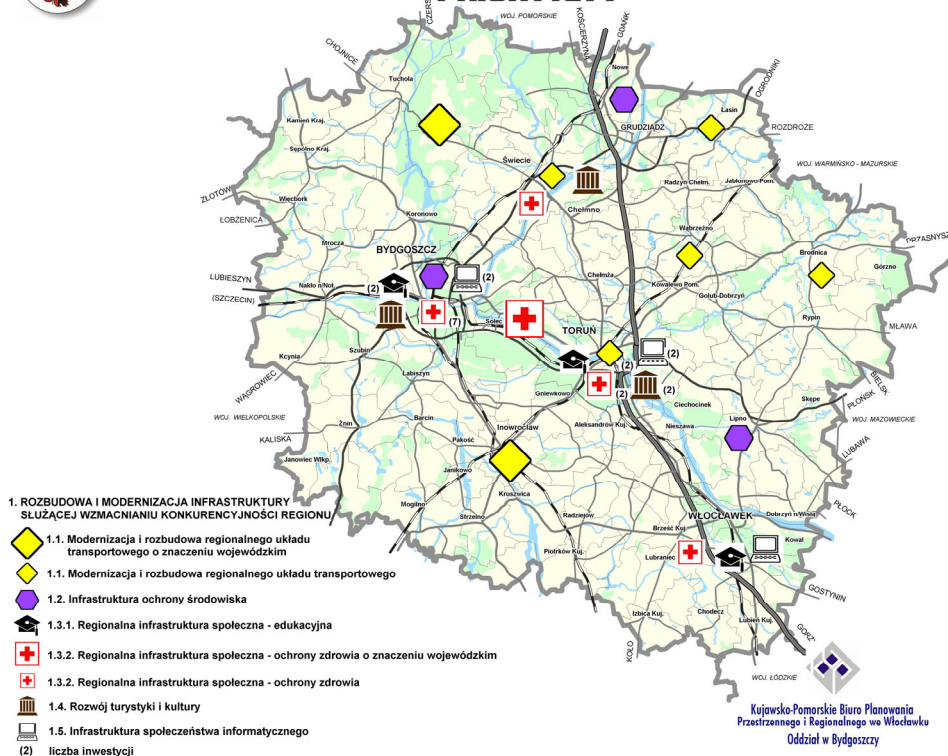 WOJ. POMORSKIE
KOŚCIERZYNA
GDAŃSK
CHOJNICE
Nowe
Tuchola
OGRODNIKI
Łasin
Kamień Kraj.
GRUDZIADZ
ROZDROŻE
Sępólno Kraj.
Świecie
WOJ. WARMIŃSKO - MAZURSKIE
Radzyn Chełm.
Jabłonowo Pom.
ZŁOTÓW
Więcbork
Chełmno
ŁOBŻENICA
Koronowo
Wąbrzeźno
Mrocza
BYDGOSZCZ
Brodnica
Górzno
LUBIESZYN
(SZCZECIN)
Nakło n/Not.
(2)
(2)
Chełmża
Kowalewo Pom.
Golub-Dobrzyń
(7)
Solec
TORUŃ
Rypin
MŁAWA
Kcynia
Szubin
(2)
(2)
WĄGROWIEC
Łabiszyn
Gniewkowo
(2)
(2)
BIELSK
PŁOŃSK
Ciechocinek
Skępe
WOJ. WIELKOPOLSKIE
Żnin
Barcin
Inowrocław
Aleksandrów Kuj.
Nieszawa
Lipno
WOJ. MAZOWIECKIE
KALISKA
Pakość
LUBAWA
Janowiec Wlkp.
Janikowo
Kruszwica
Mogilno
Strzelno
Radziejów
WŁOCŁAWEK
Dobrzyń n/Wisłą
PŁOCK
Brześć Kuj.
Kowal
Piotrków Kuj.
Lubraniec
GOSTYNIN
Izbica Kuj.
Chodecz
Lubień Kuj.
KOŁO
WOJ. ŁÓDZKIE
1. ROZBUDOWA I MODERNIZACJA INFRASTRUKTURY
SŁUŻĄCEJ WZMACNIANIU KONKURENCYJNOŚCI REGIONU
1.1. Modernizacja i rozbudowa regionalnego układu
transportowego o znaczeniu wojewódzkim
1.1. Modernizacja i rozbudowa regionalnego układu transportowego
1.2. Infrastruktura ochrony środowiska
1.3.1. Regionalna infrastruktura społeczna - edukacyjna
1.3.2. Regionalna infrastruktura społeczna - ochrony zdrowia o znaczeniu wojewódzkim
1.3.2. Regionalna infrastruktura społeczna - ochrony zdrowia
1.4. Rozwój turystyki i kultury
1.5. Infrastruktura społeczeństwa informatycznego
(2) liczba inwestycji
Kujawsko-Pomorskie Biuro Planowania
Przestrzennego i Regionalnego we Włocławku
Oddział w Bydgoszczy